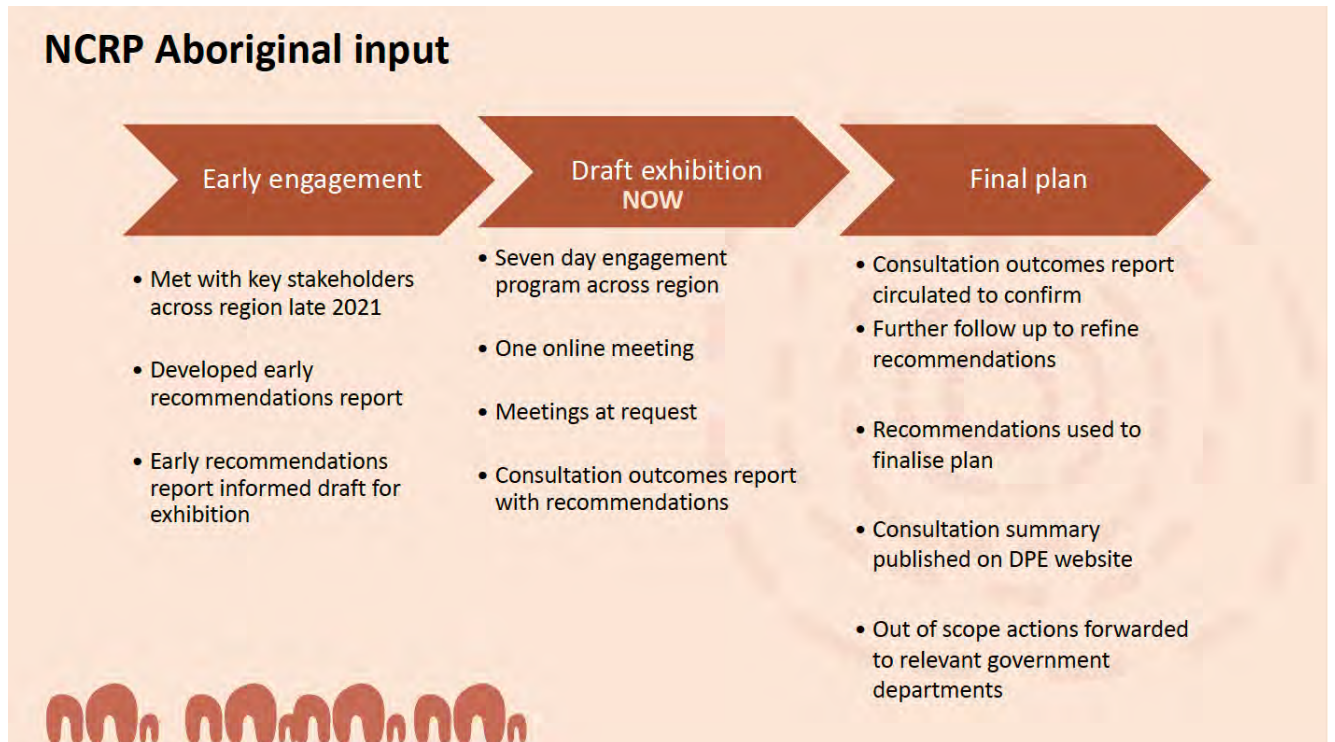 NCRP Aboriginal input
Early engagement
• Met with key stakeholders
across region late 2021
• Developed early
recommendations report
• Early recommendations
report informed draft for
exhibition
Draft exhibition
NOW
• Seven day engagement
program across region
• One online meeting
• Meetings at request
• Consultation outcomes report
with recommendations
Final plan
• Consultation outcomes report
circulated to confirm
• Further follow up to refine
recommendations
• Recommendations used to
finalise plan
• Consultation summary
published on DPE website
• Out of scope actions forwarded
to relevant government
departments